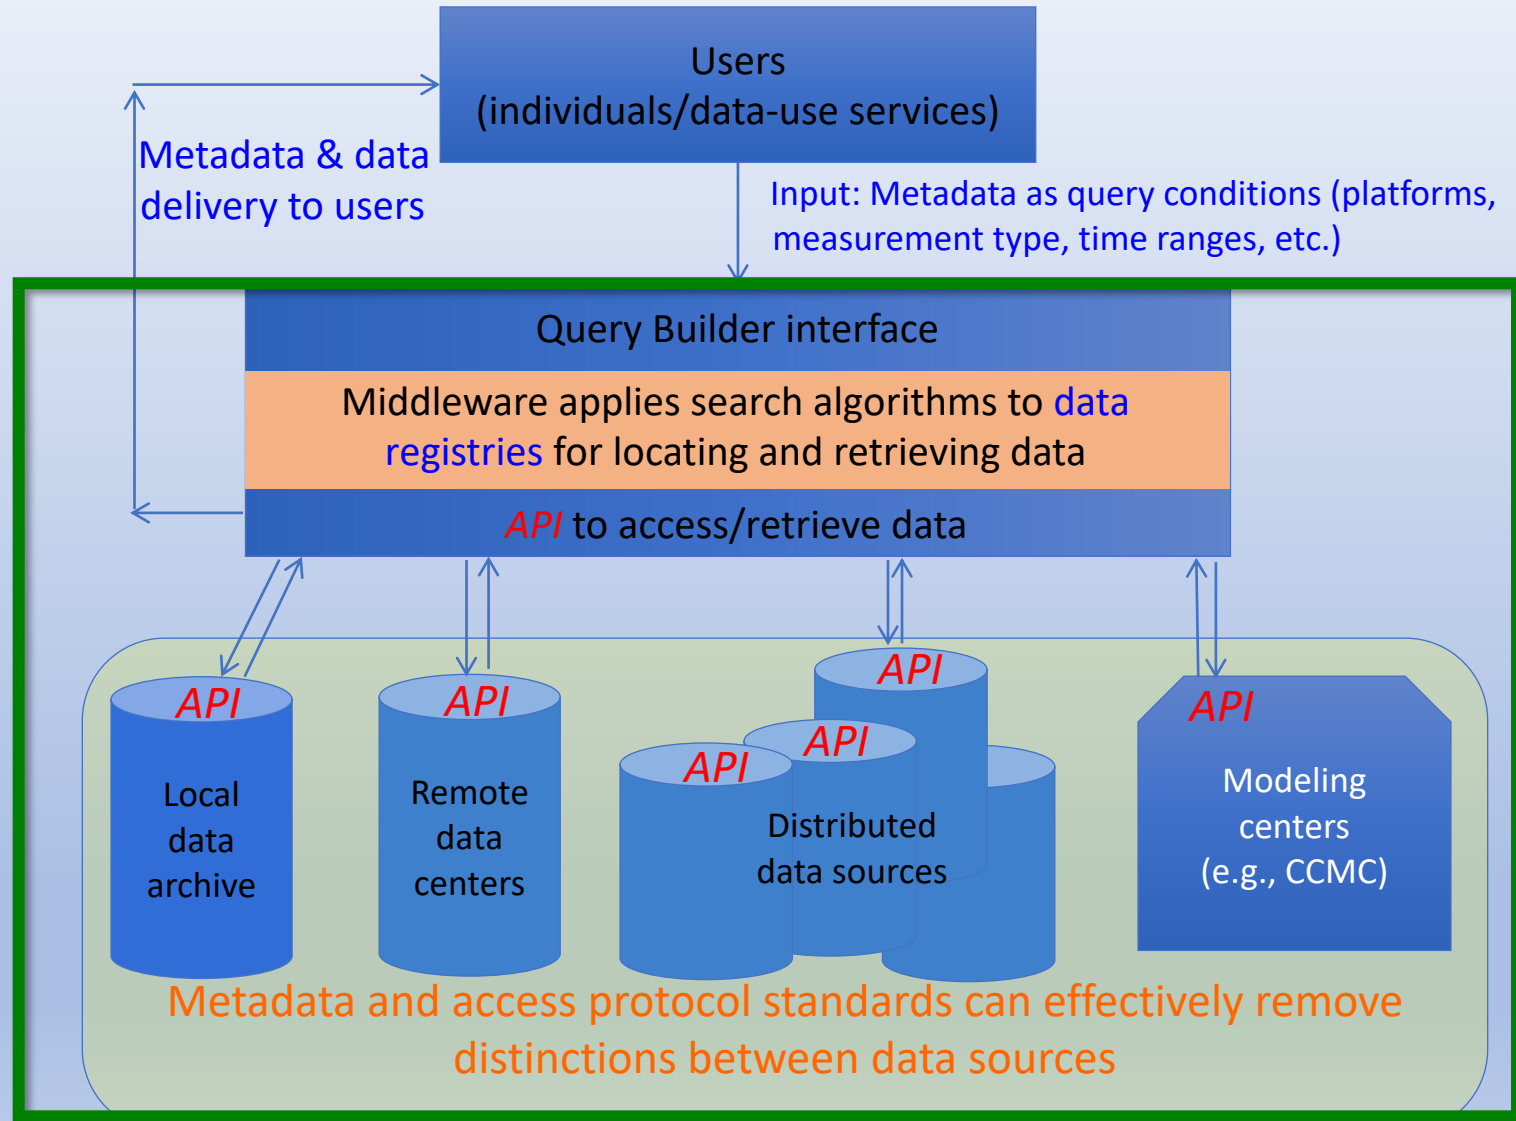 Users
(individuals/data-use services)
Metadata & data
delivery to users
Input: Metadata as query conditions (platforms,
measurement type, time ranges, etc.)
Query Builder interface
Middleware applies search algorithms to data
registries for locating and retrieving data
API to access/retrieve data
API
Local
data
archive
API
Remote
data
centers
API
API
API
Distributed
data sources
API
Modeling
centers
(e.g., CCMC)
Metadata and access protocol standards can effectively remove
distinctions between data sources